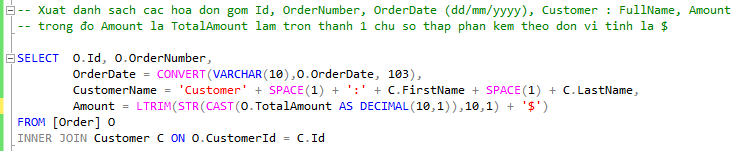 -- Xuat danh sach cac hoa don gom Id, OrderNumber, OrderDate (dd/mm/yyyy), Customer : FullName, Amount
-- trong do Amount la TotalAmount lam tron thanh 1 chu so thap phan kem theo don vi tinh la $
SELECT O.Id, O.OrderNumber,
OrderDate = CONVERT(VARCHAR(10),O.OrderDate, 103),
CustomerName = 'Customer' + SPACE(1) + ':' + C.FirstName + SPACE(1) + C.LastName,
Amount = LTRIM(STR(CAST(O.TotalAmount AS DECIMAL(10,1)),10,1) + '$')
FROM [Order] O
INNER JOIN Customer C ON O.CustomerId = C.Id